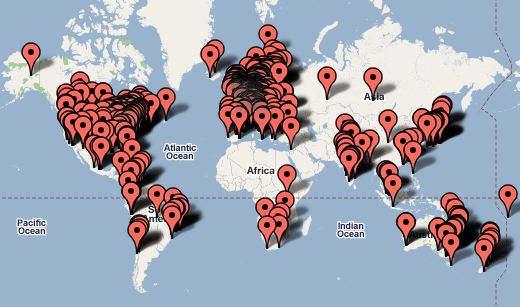 Asia
Atlantic
Ocean
Africa
Pacific
Ocean
Indian
Ocean